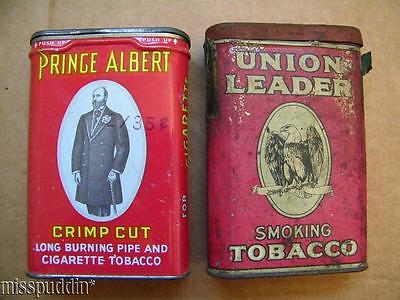 PUSH UP PUSH UP
PRINCE ALBERT
35¢
CRIMP CUT
LONG BURNING PIPE AND
CIGARETTE TOBACCO
FOR CIGARETTE
UNION
LEADER
SMOKING
TOBACCO
misspuddin*